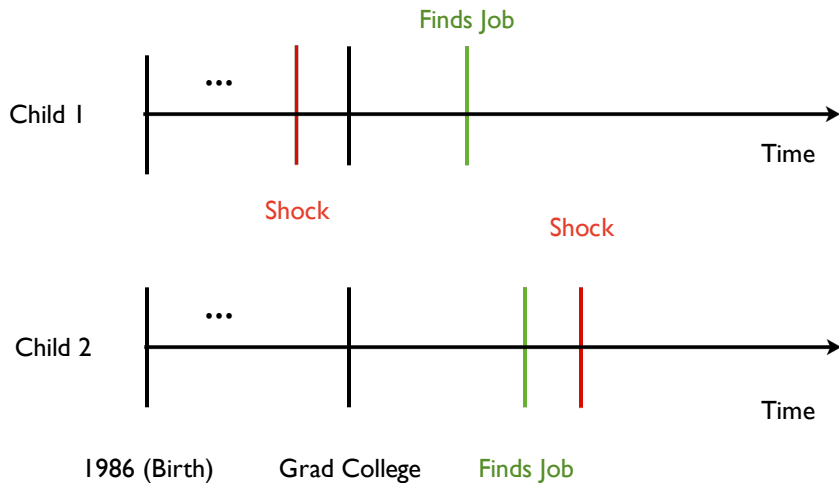 Finds Job
...
Child 1
Time
Shock
Shock
...
Child 2
Time
1986 (Birth) Grad College Finds Job